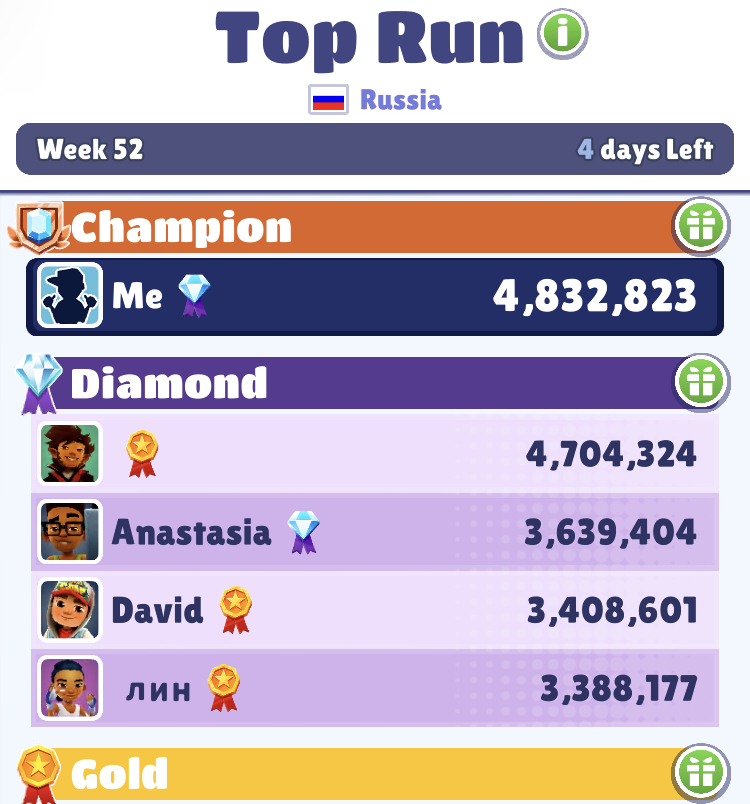 Top Run i
Russia
Week 52 4 days Left
Champion
Me 4,832,823
Diamond
4,704,324
Anastasia 3,639,404
David 3,408,601
лин 3,388,177
Gold